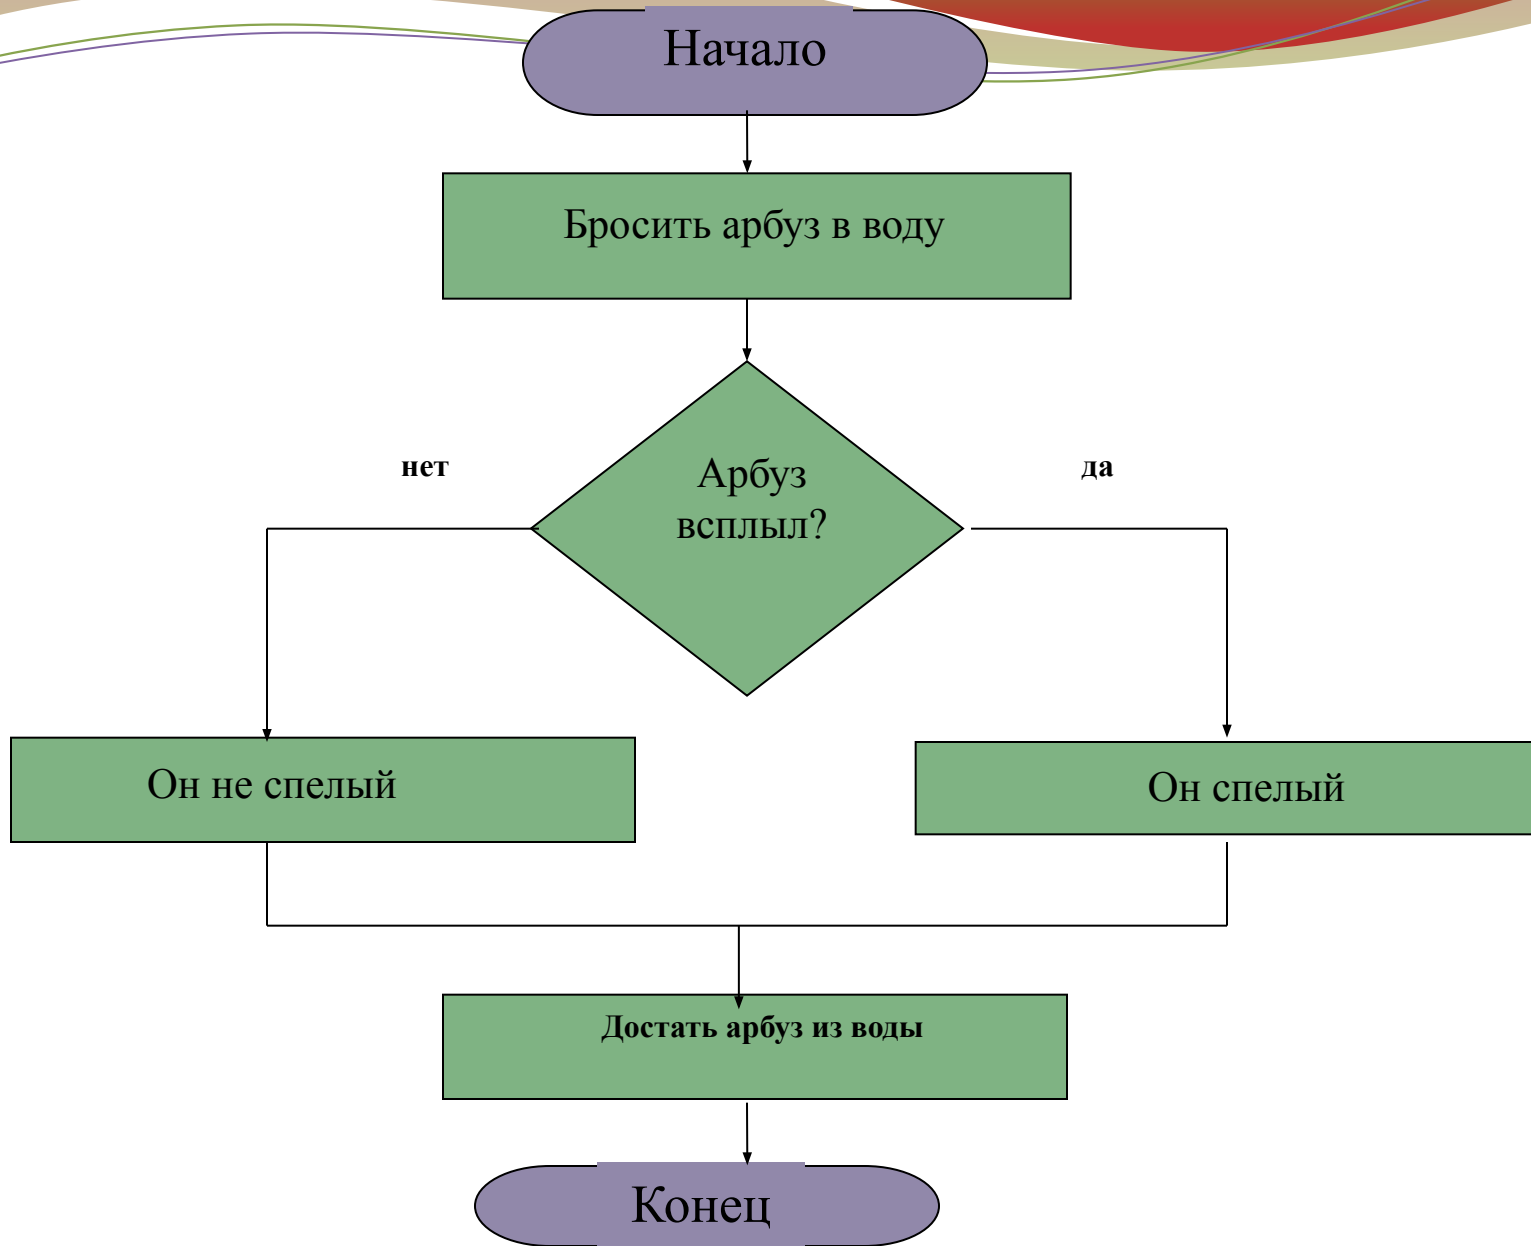 Начало
Бросить арбуз в воду
нет
да
Арбуз
всплыл?
Он не спелый
Он спелый
Достать арбуз из воды
Конец